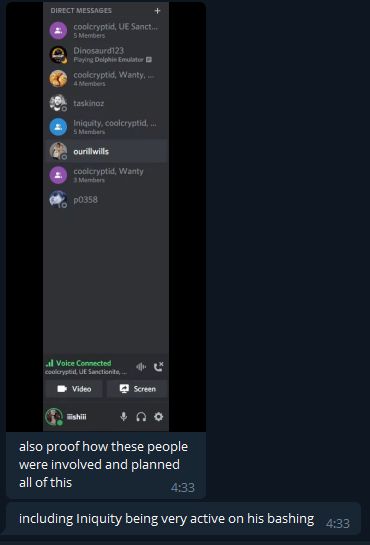 DIRECT MESSAGES +
coolcryptid, UE Sanct...
5 Members
Dinosaurd123
Playing Dolphin Emulator
coolcryptid, Wanty, ...
4 Members
taskinoz
Iniquity, coolcryptid, ...
5 Members
ourillwills
coolcryptid, Wanty
3 Members
p0358
Voice Connected
coolcryptid, UE Sanctionite, ...
Video Screen
iiishiii
also proof how these people
were involved and planned
all of this
4:33
including Iniquity being very active on his bashing 4:33